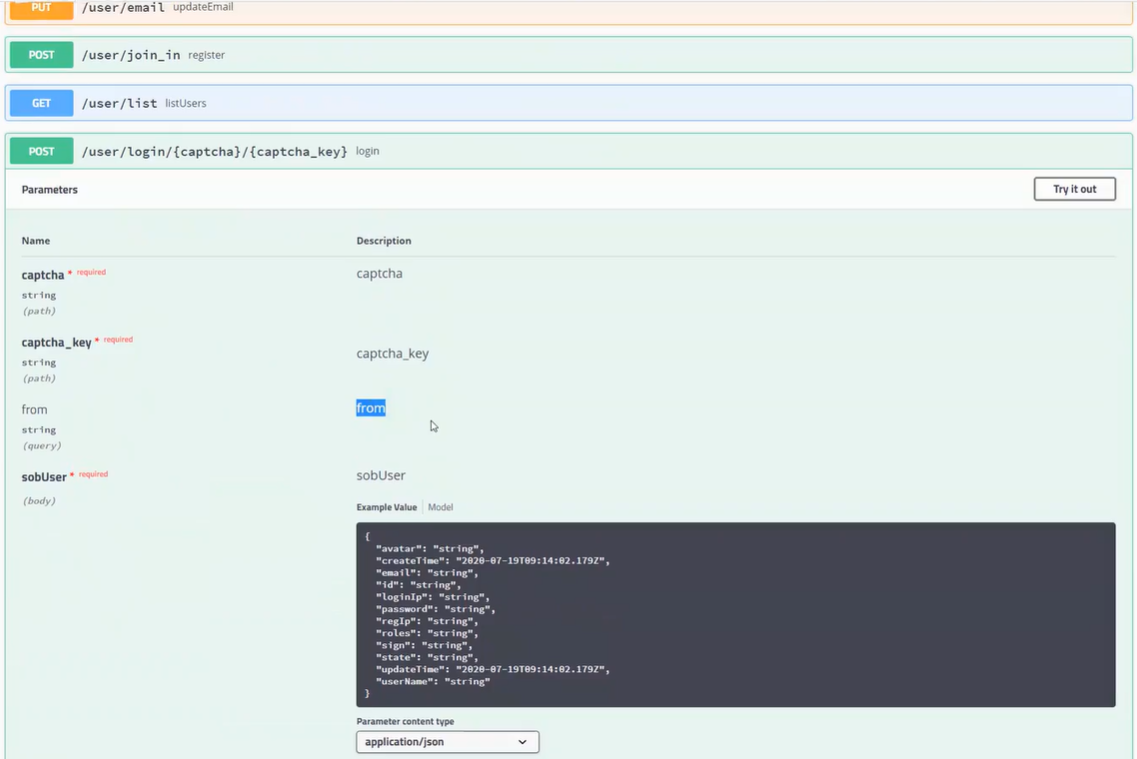 PUT /user/email updateEmail
POST /user/join_in register
GET /user/list listUsers
POST /user/login/{captcha}/{captcha_key} login
Parameters
Try it out
Name Description
captcha * required captcha
string
(path)
captcha_key * required
captcha_key
string
(path)
from from
string
(query)
sobUser * required sobUser
(body)
Example Value Model
{
"avatar": "string",
"createTime": "2020-07-19T09:14:02.179Z",
"email": "string",
"id": "string",
"loginIp": "string",
"password": "string",
"regIp": "string",
"roles": "string",
"sign": "string",
"state": "string",
"updateTime": "2020-07-19T09:14:02.179Z",
"userName": "string"
}
Parameter content type
application/json